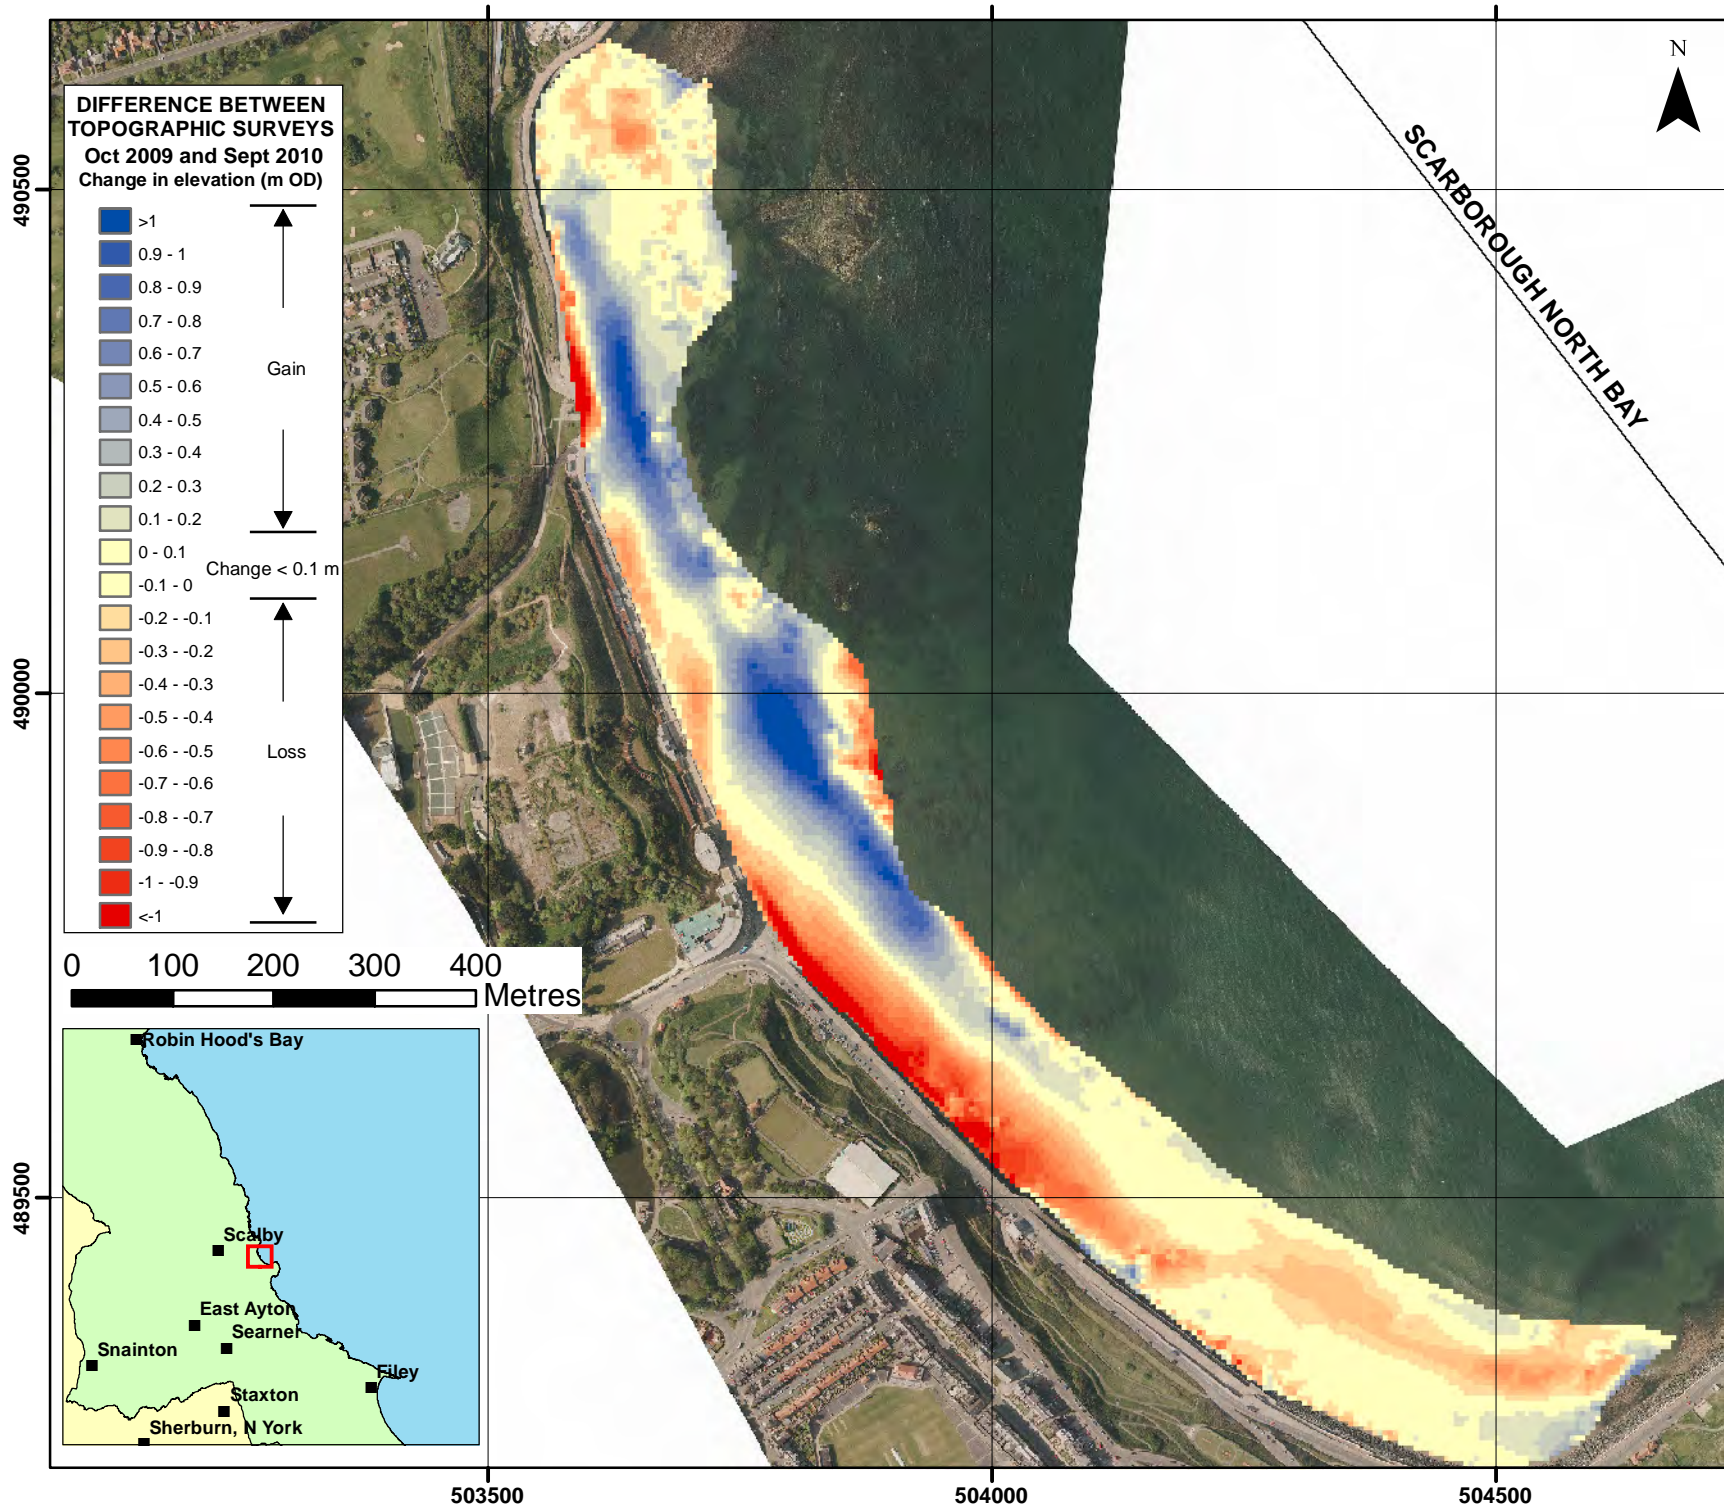 N
SCARBOROUGH NORTH BAY
DIFFERENCE BETWEEN
TOPOGRAPHIC SURVEYS
Oct 2009 and Sept 2010
Change in elevation (m OD)
>1
0.9 - 1
0.8 - 0.9
0.7 - 0.8
0.6 - 0.7
0.5 - 0.6
0.4 - 0.5
0.3 - 0.4
0.2 - 0.3
0.1 - 0.2
0 - 0.1
-0.1 - 0
-0.2 - -0.1
-0.3 - -0.2
-0.4 - -0.3
-0.5 - -0.4
-0.6 - -0.5
-0.7 - -0.6
-0.8 - -0.7
-0.9 - -0.8
-1 - -0.9
<-1
Gain
Change < 0.1 m
Loss
490500
490000
489500
0 100 200 300 400
Metres
Robin Hood's Bay
Scalby
East Ayton
Seamer
Snainton
Filey
Staxton
Sherburn, N York
503500 504000 504500